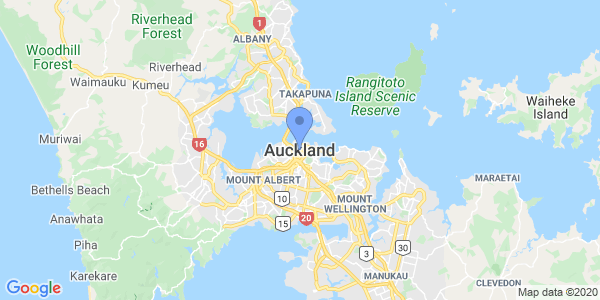 Riverhead
Forest
1
ALBANY
Woodhill
Forest
Riverhead
Waimauku
Kumeu
TAKAPUNA
Rangitoto
Island Scenic
Reserve
Waiheke
Island
Muriwai
16
Auckland
MOUNT ALBERT
MARAETAI
Bethells Beach
10
MOUNT
WELLINGTON
Anawhata
15
20
Piha
3
30
Karekare
MANUKAU
CLEVEDON
Google
Map data ©2020